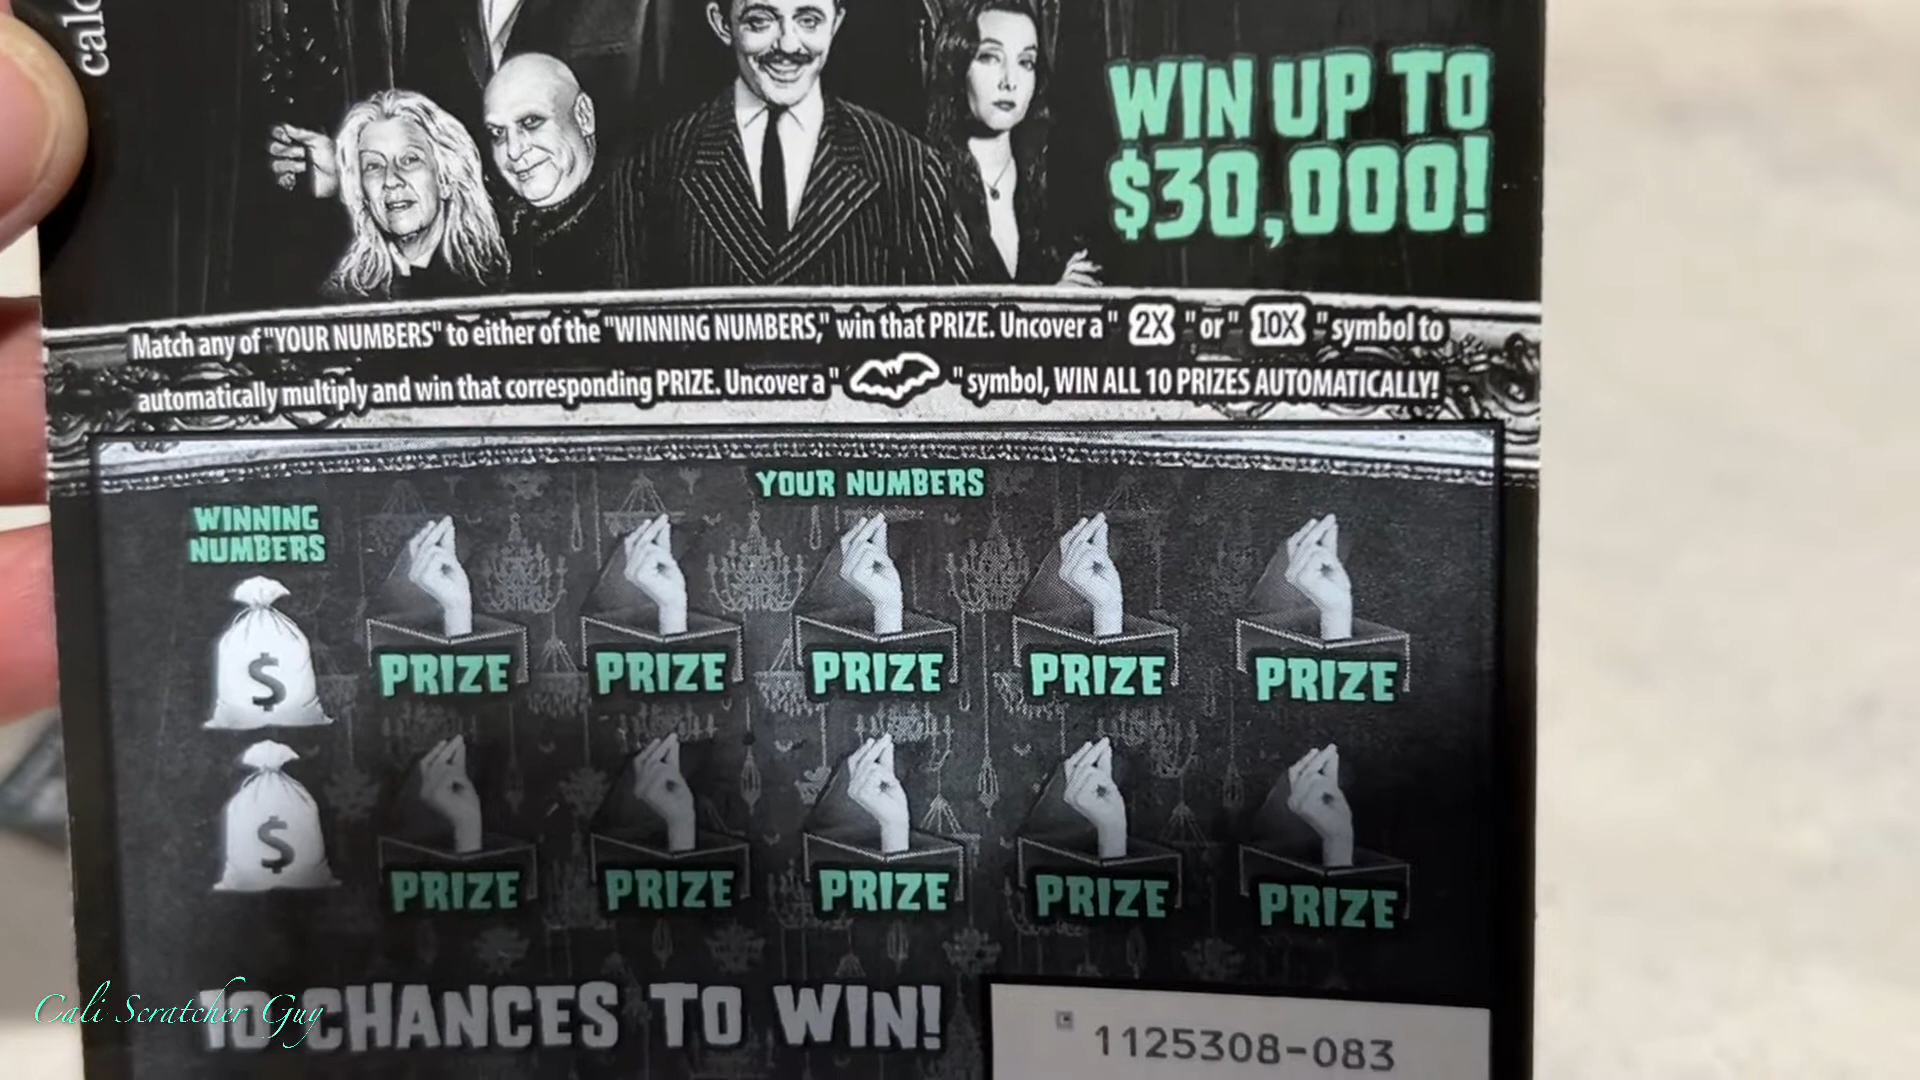 calo
WIN UP TO
$30,000!
Match any of "YOUR NUMBERS" to either of the "WINNING NUMBERS," win that PRIZE. Uncover a " 2X " or " 10X " symbol to
automatically multiply and win that corresponding PRIZE. Uncover a " " symbol, WIN ALL 10 PRIZES AUTOMATICALLY!
YOUR NUMBERS
WINNING
NUMBERS
$
PRIZE PRIZE PRIZE PRIZE PRIZE
$
PRIZE PRIZE PRIZE PRIZE PRIZE
10 CHANCES TO WIN!
Cali Scratcher Guy
1125308-083